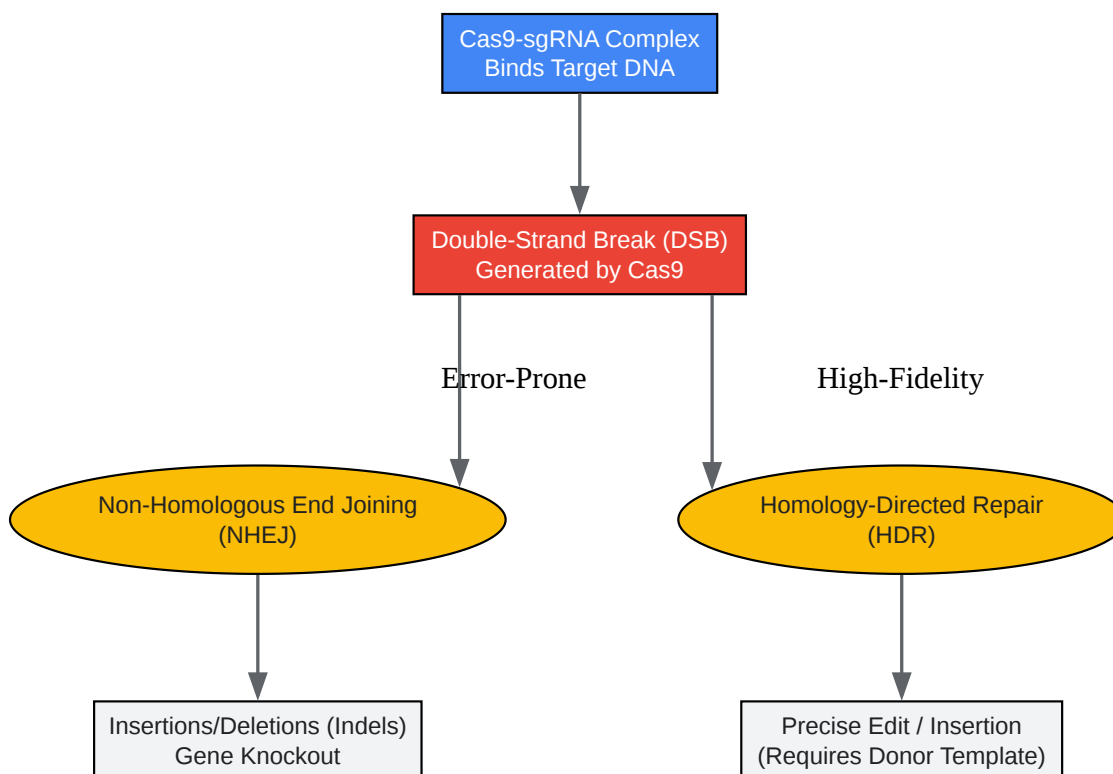 Cas9-sgRNA Complex
Binds Target DNA
Double-Strand Break (DSB)
Generated by Cas9
Error-Prone
High-Fidelity
Non-Homologous End Joining
(NHEJ)
Homology-Directed Repair
(HDR)
Insertions/Deletions (Indels)
Gene Knockout
Precise Edit / Insertion
(Requires Donor Template)